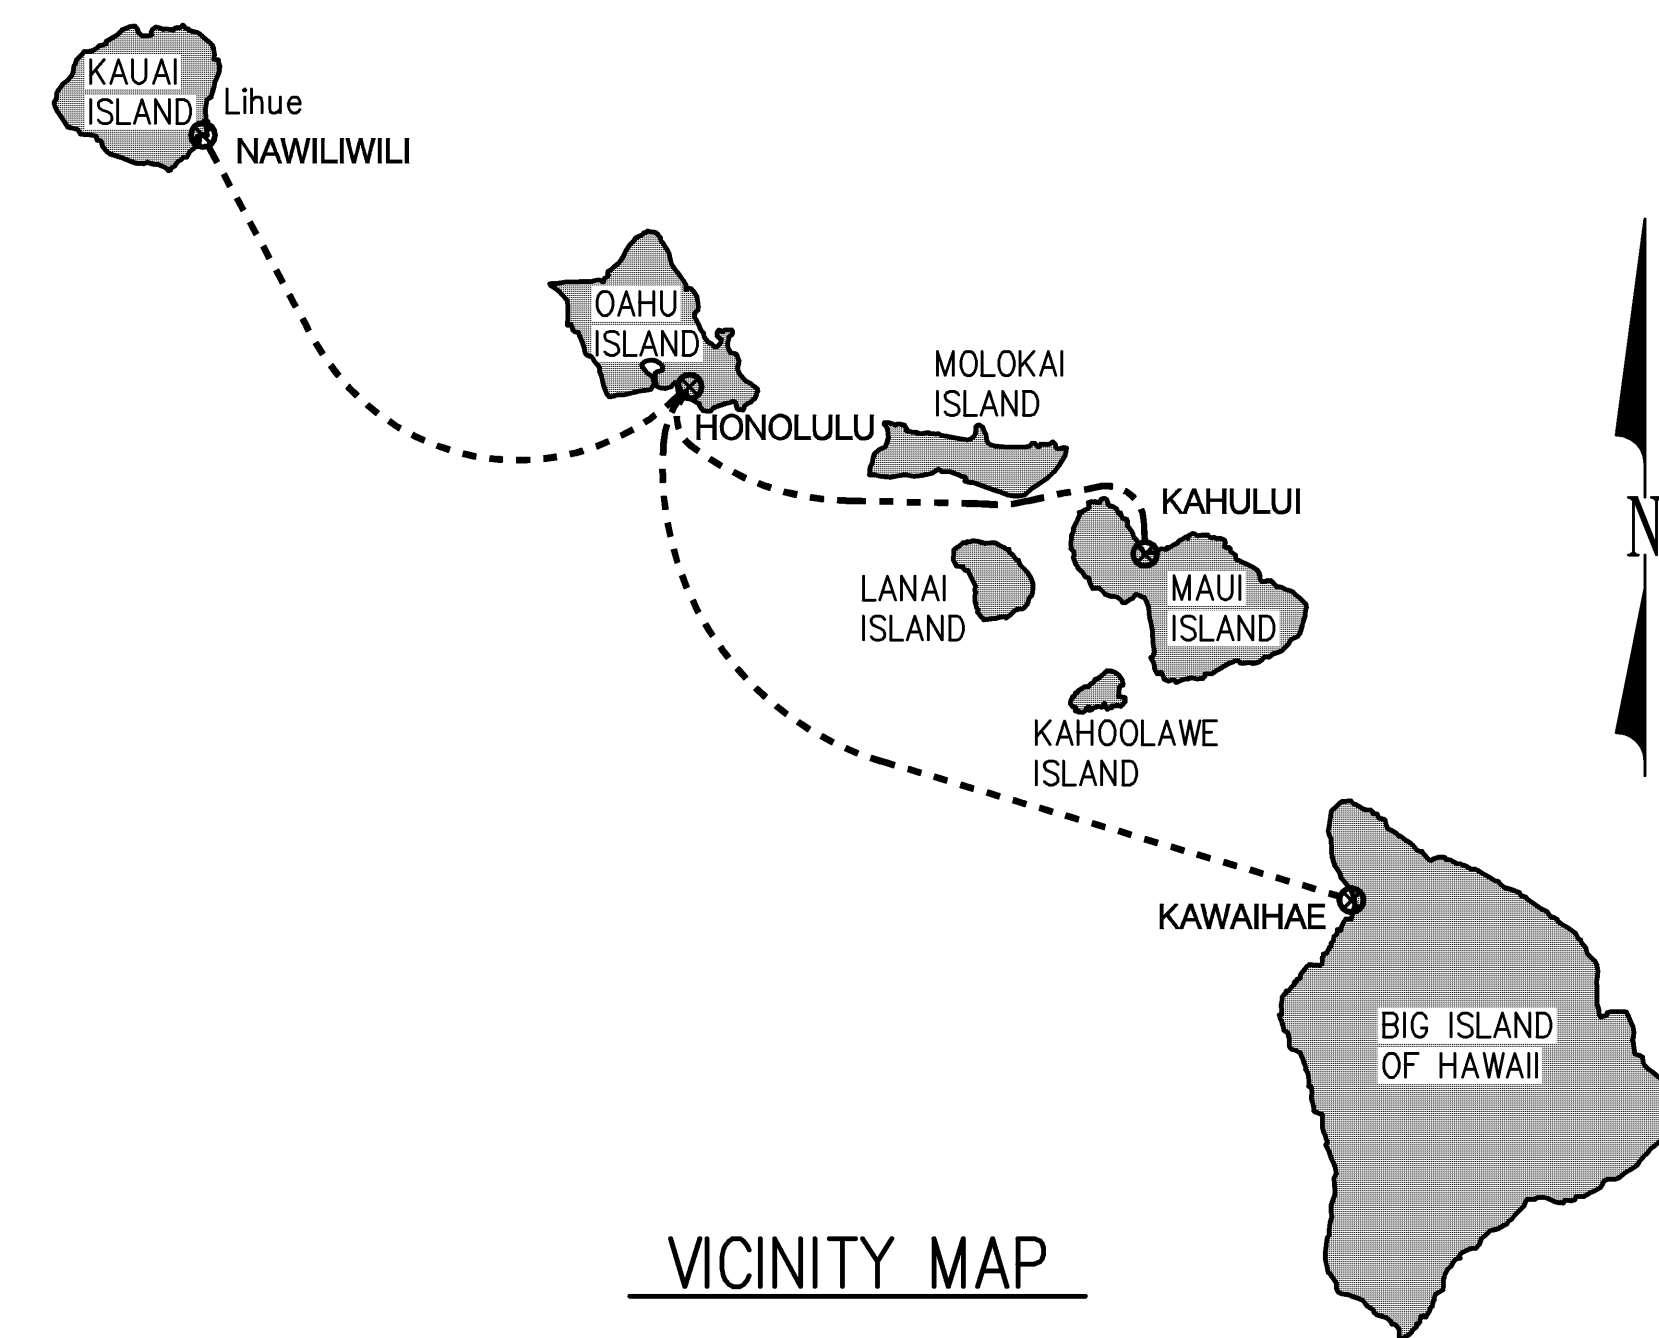 KAUAI
ISLAND
Lihue
NAWILIWILI
OAHU
ISLAND
HONOLULU
MOLOKAI
ISLAND
KAHULUI
N
LANAI
ISLAND
MAUI
ISLAND
KAHOOLAWE
ISLAND
KAWAIHAE
BIG ISLAND
OF HAWAII
VICINITY MAP